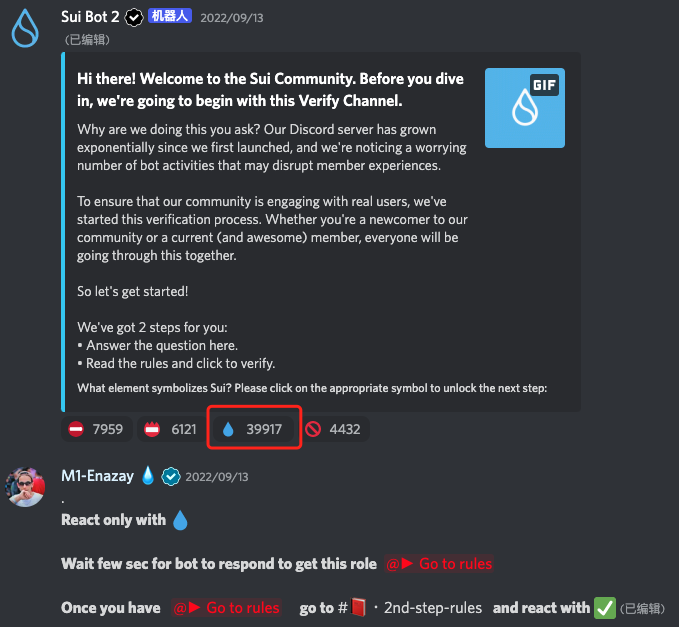 Sui Bot 2 机器人 2022/09/13
(已编辑)
Hi there! Welcome to the Sui Community. Before you dive
in, we're going to begin with this Verify Channel.
GIF
Why are we doing this you ask? Our Discord server has grown
exponentially since we first launched, and we're noticing a worrying
number of bot activities that may disrupt member experiences.
To ensure that our community is engaging with real users, we've
started this verification process. Whether you're a newcomer to our
community or a current (and awesome) member, everyone will be
going through this together.
So let's get started!
We've got 2 steps for you:
• Answer the question here.
• Read the rules and click to verify.
What element symbolizes Sui? Please click on the appropriate symbol to unlock the next step:
7959 6121 39917 4432
M1-Enazay 2022/09/13
.
React only with
Wait few sec for bot to respond to get this role @▶ Go to rules
Once you have @▶ Go to rules go to #📕・2nd-step-rules and react with ✅ (已编辑)